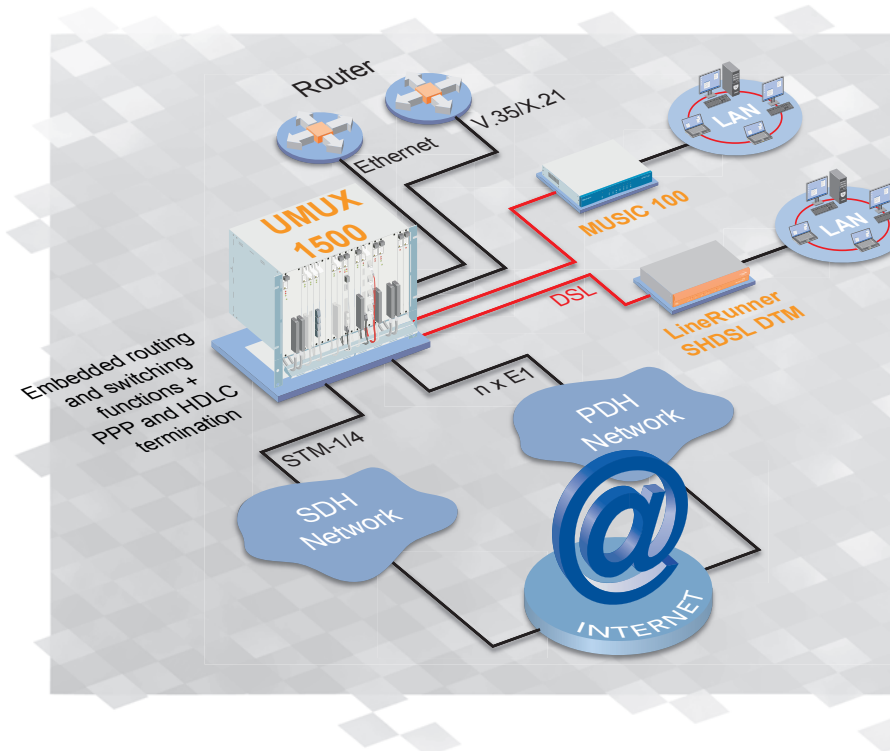 Router
Ethernet
V.35/X.21
LAN
UMUX
1500
MUSIC 100
LAN
DSL
LineRunner
SHDSL DTM
Embedded routing
and switching
functions +
PPP and HDLC
termination
n x E1
PDH
Network
STM-1/4
SDH
Network
@
INTERNET